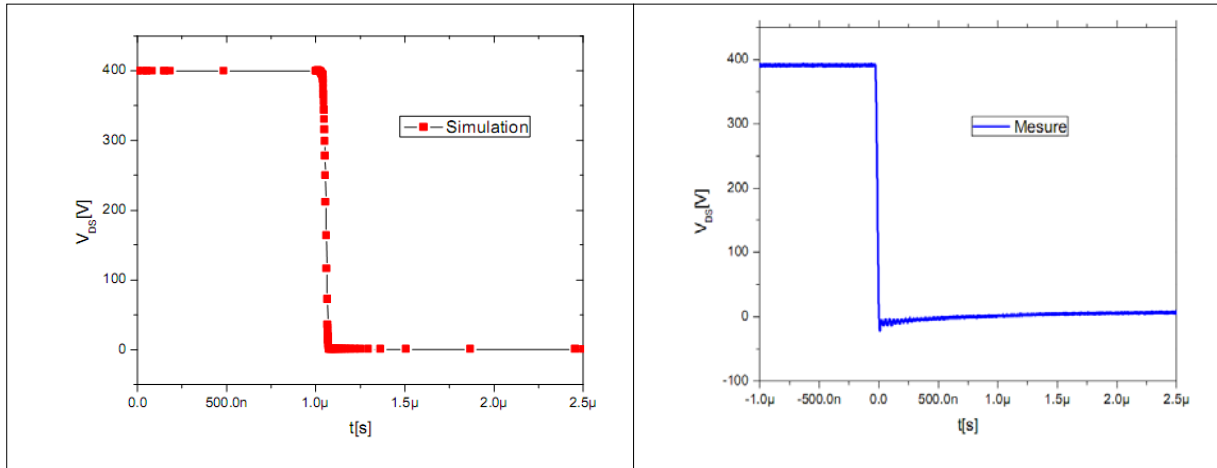 400
300
200
100
0
V_DS[V]
Simulation
0.0 500.0n 1.0µ 1.5µ 2.0µ 2.5µ
t[s]
400
300
200
100
0
-100
V_DS[V]
Mesure
-1.0µ -500.0n 0.0 500.0n 1.0µ 1.5µ 2.0µ 2.5µ
t[s]